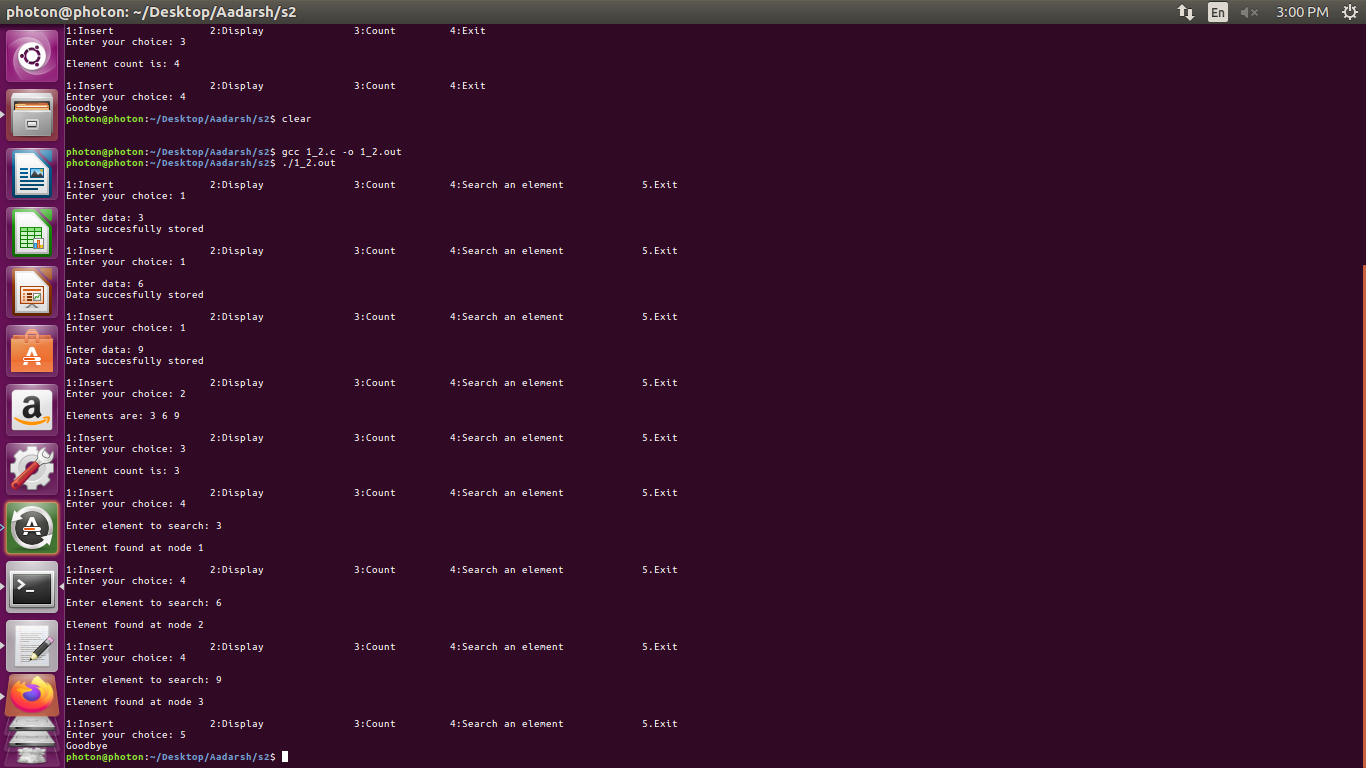 photon@photon: ~/Desktop/Aadarsh/s2 En 3:00 PM
1:Insert 2:Display 3:Count 4:Exit
Enter your choice: 3
Element count is: 4
1:Insert 2:Display 3:Count 4:Exit
Enter your choice: 4
Goodbye
photon@photon:~/Desktop/Aadarsh/s2$ clear
photon@photon:~/Desktop/Aadarsh/s2$ gcc 1_2.c -o 1_2.out
photon@photon:~/Desktop/Aadarsh/s2$ ./1_2.out
1:Insert 2:Display 3:Count 4:Search an element 5.Exit
Enter your choice: 1
Enter data: 3
Data succesfully stored
1:Insert 2:Display 3:Count 4:Search an element 5.Exit
Enter your choice: 1
Enter data: 6
Data succesfully stored
1:Insert 2:Display 3:Count 4:Search an element 5.Exit
Enter your choice: 1
Enter data: 9
Data succesfully stored
1:Insert 2:Display 3:Count 4:Search an element 5.Exit
Enter your choice: 2
Elements are: 3 6 9
1:Insert 2:Display 3:Count 4:Search an element 5.Exit
Enter your choice: 3
Element count is: 3
1:Insert 2:Display 3:Count 4:Search an element 5.Exit
Enter your choice: 4
Enter element to search: 3
Element found at node 1
1:Insert 2:Display 3:Count 4:Search an element 5.Exit
Enter your choice: 4
Enter element to search: 6
Element found at node 2
1:Insert 2:Display 3:Count 4:Search an element 5.Exit
Enter your choice: 4
Enter element to search: 9
Element found at node 3
1:Insert 2:Display 3:Count 4:Search an element 5.Exit
Enter your choice: 5
Goodbye
photon@photon:~/Desktop/Aadarsh/s2$